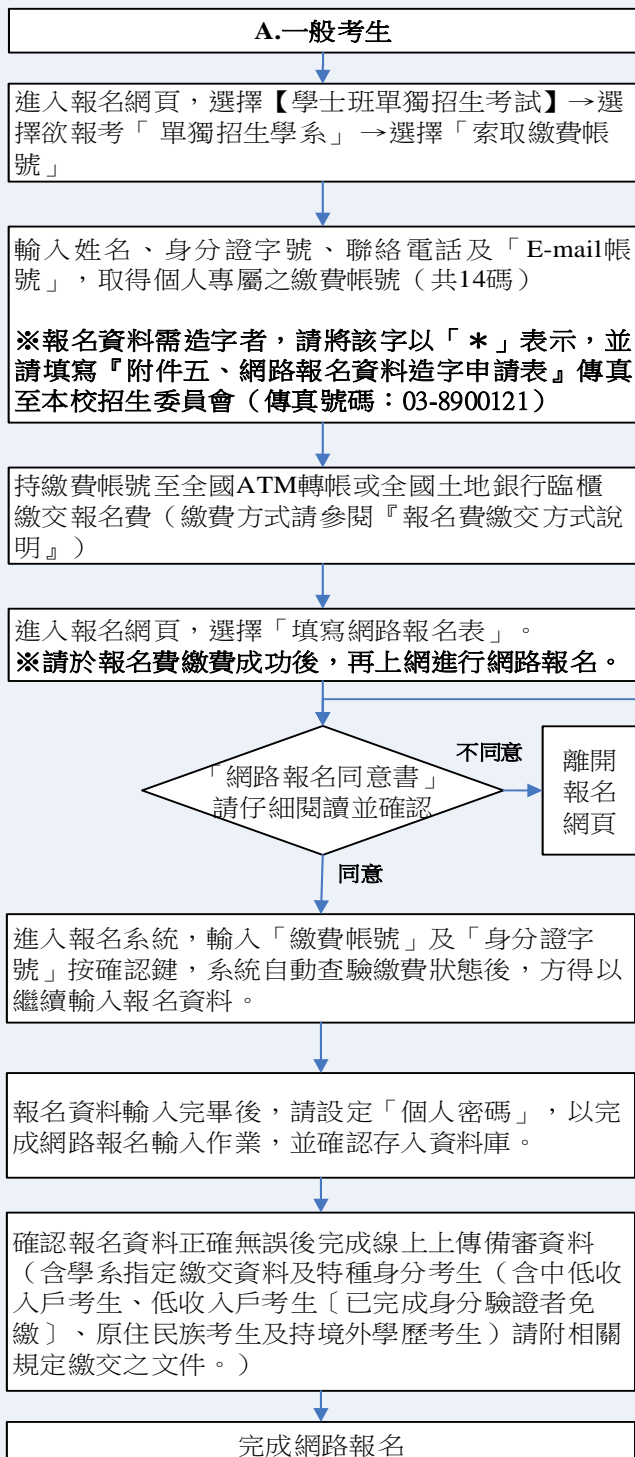 A.一般考生
進入報名網頁，選擇【學士班單獨招生考試】→選
擇欲報考「 單獨招生學系」→選擇「索取繳費帳
號」
輸入姓名、身分證字號、聯絡電話及「E-mail帳
號」，取得個人專屬之繳費帳號（共14碼）
※報名資料需造字者，請將該字以「＊」表示，並
請填寫『附件五、網路報名資料造字申請表』傳真
至本校招生委員會（傳真號碼：03-8900121）
持繳費帳號至全國ATM轉帳或全國土地銀行臨櫃
繳交報名費（繳費方式請參閱『報名費繳交方式說
明』）
進入報名網頁，選擇「填寫網路報名表」。
※請於報名費繳費成功後，再上網進行網路報名。
「網路報名同意書」
請仔細閱讀並確認
不同意
離開
報名
網頁
同意
進入報名系統，輸入「繳費帳號」及「身分證字
號」按確認鍵，系統自動查驗繳費狀態後，方得以
繼續輸入報名資料。
報名資料輸入完畢後，請設定「個人密碼」，以完
成網路報名輸入作業，並確認存入資料庫。
確認報名資料正確無誤後完成線上上傳備審資料
（含學系指定繳交資料及特種身分考生（含中低收
入戶考生、低收入戶考生〔已完成身分驗證者免
繳〕、原住民族考生及持境外學歷考生）請附相關
規定繳交之文件。）
完成網路報名